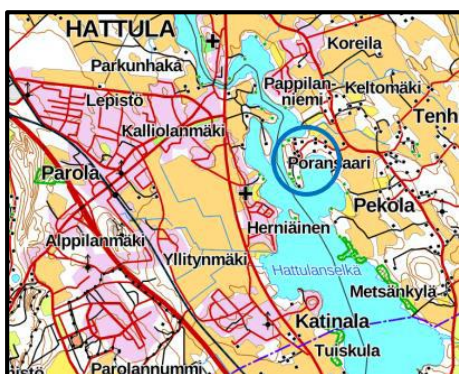 HATTULA
Koreila
Parkunhaka
Pappilan-
niemi
Keltomäki
Lepistö
Tenh
Kalliolanmäki
Poransaari
Parola
Pekola
Herniäinen
Alppilanmäki
Yllitynmäki
Hattulanselkä
Metsänkylä
Katinala
Tuiskula
Parolannummi